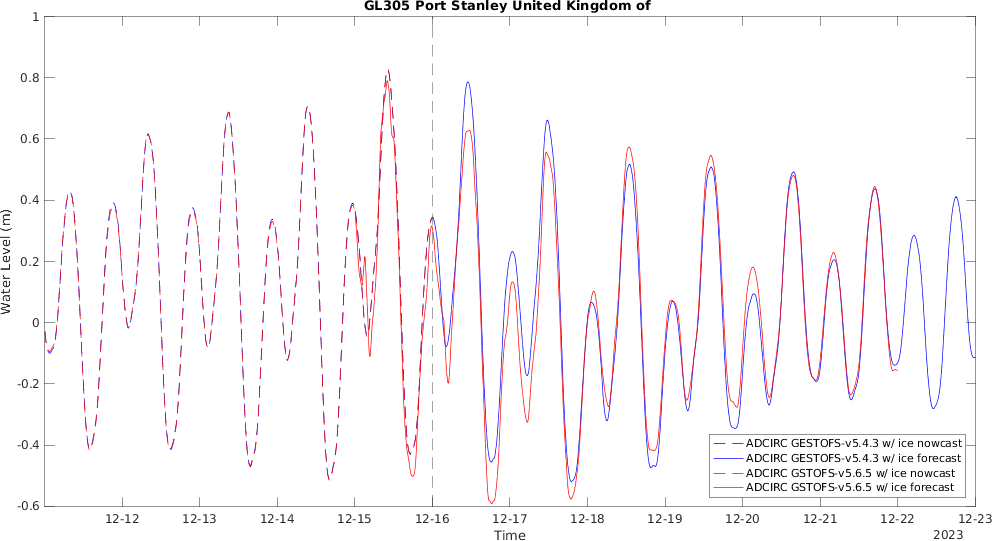 GL305 Port Stanley United Kingdom of
1
0.8
0.6
0.4
0.2
0
-0.2
-0.4
-0.6
Water Level (m)
ADCIRC GESTOFS-v5.4.3 w/ ice nowcast
ADCIRC GESTOFS-v5.4.3 w/ ice forecast
ADCIRC GSTOFS-v5.6.5 w/ ice nowcast
ADCIRC GSTOFS-v5.6.5 w/ ice forecast
12-12 12-13 12-14 12-15 12-16 12-17 12-18 12-19 12-20 12-21 12-22 12-23
Time
2023